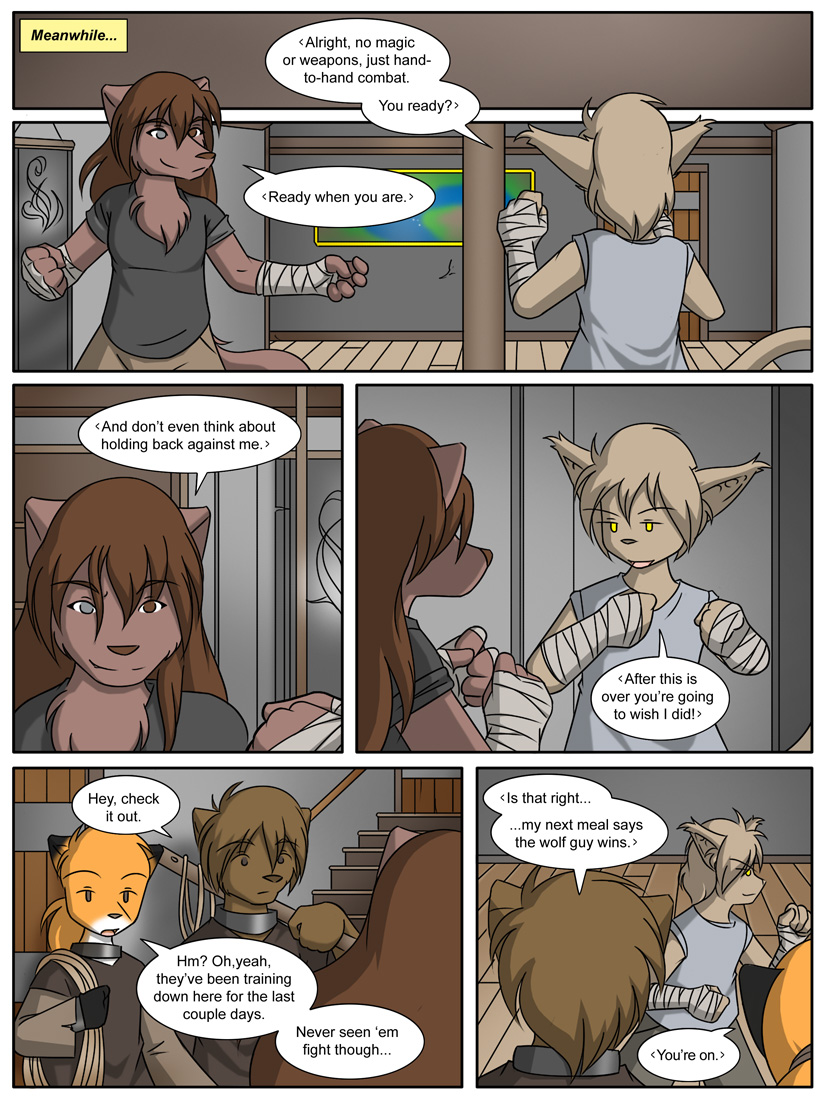 Meanwhile...
‹Alright, no magic
or weapons, just hand-
to-hand combat.
You ready?›
‹Ready when you are.›
‹And don't even think about
holding back against me.›
‹After this is
over you're going
to wish I did!›
Hey, check
it out.
Hm? Oh,yeah,
they've been training
down here for the last
couple days.
Never seen ‘em
fight though...
‹Is that right...
...my next meal says
the wolf guy wins.›
‹You're on.›